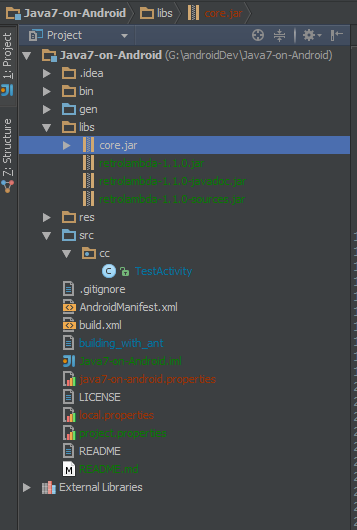 Java7-on-Android libs core.jar
1: Project
Project
Java7-on-Android (G:\androidDev\Java7-on-Android)
.idea
bin
gen
libs
core.jar
retrolambda-1.1.0.jar
retrolambda-1.1.0-javadoc.jar
retrolambda-1.1.0-sources.jar
res
src
cc
TestActivity
.gitignore
AndroidManifest.xml
build.xml
building_with_ant
Java7-on-Android.iml
java7-on-android.properties
LICENSE
local.properties
project.properties
README
README.md
External Libraries
Z: Structure